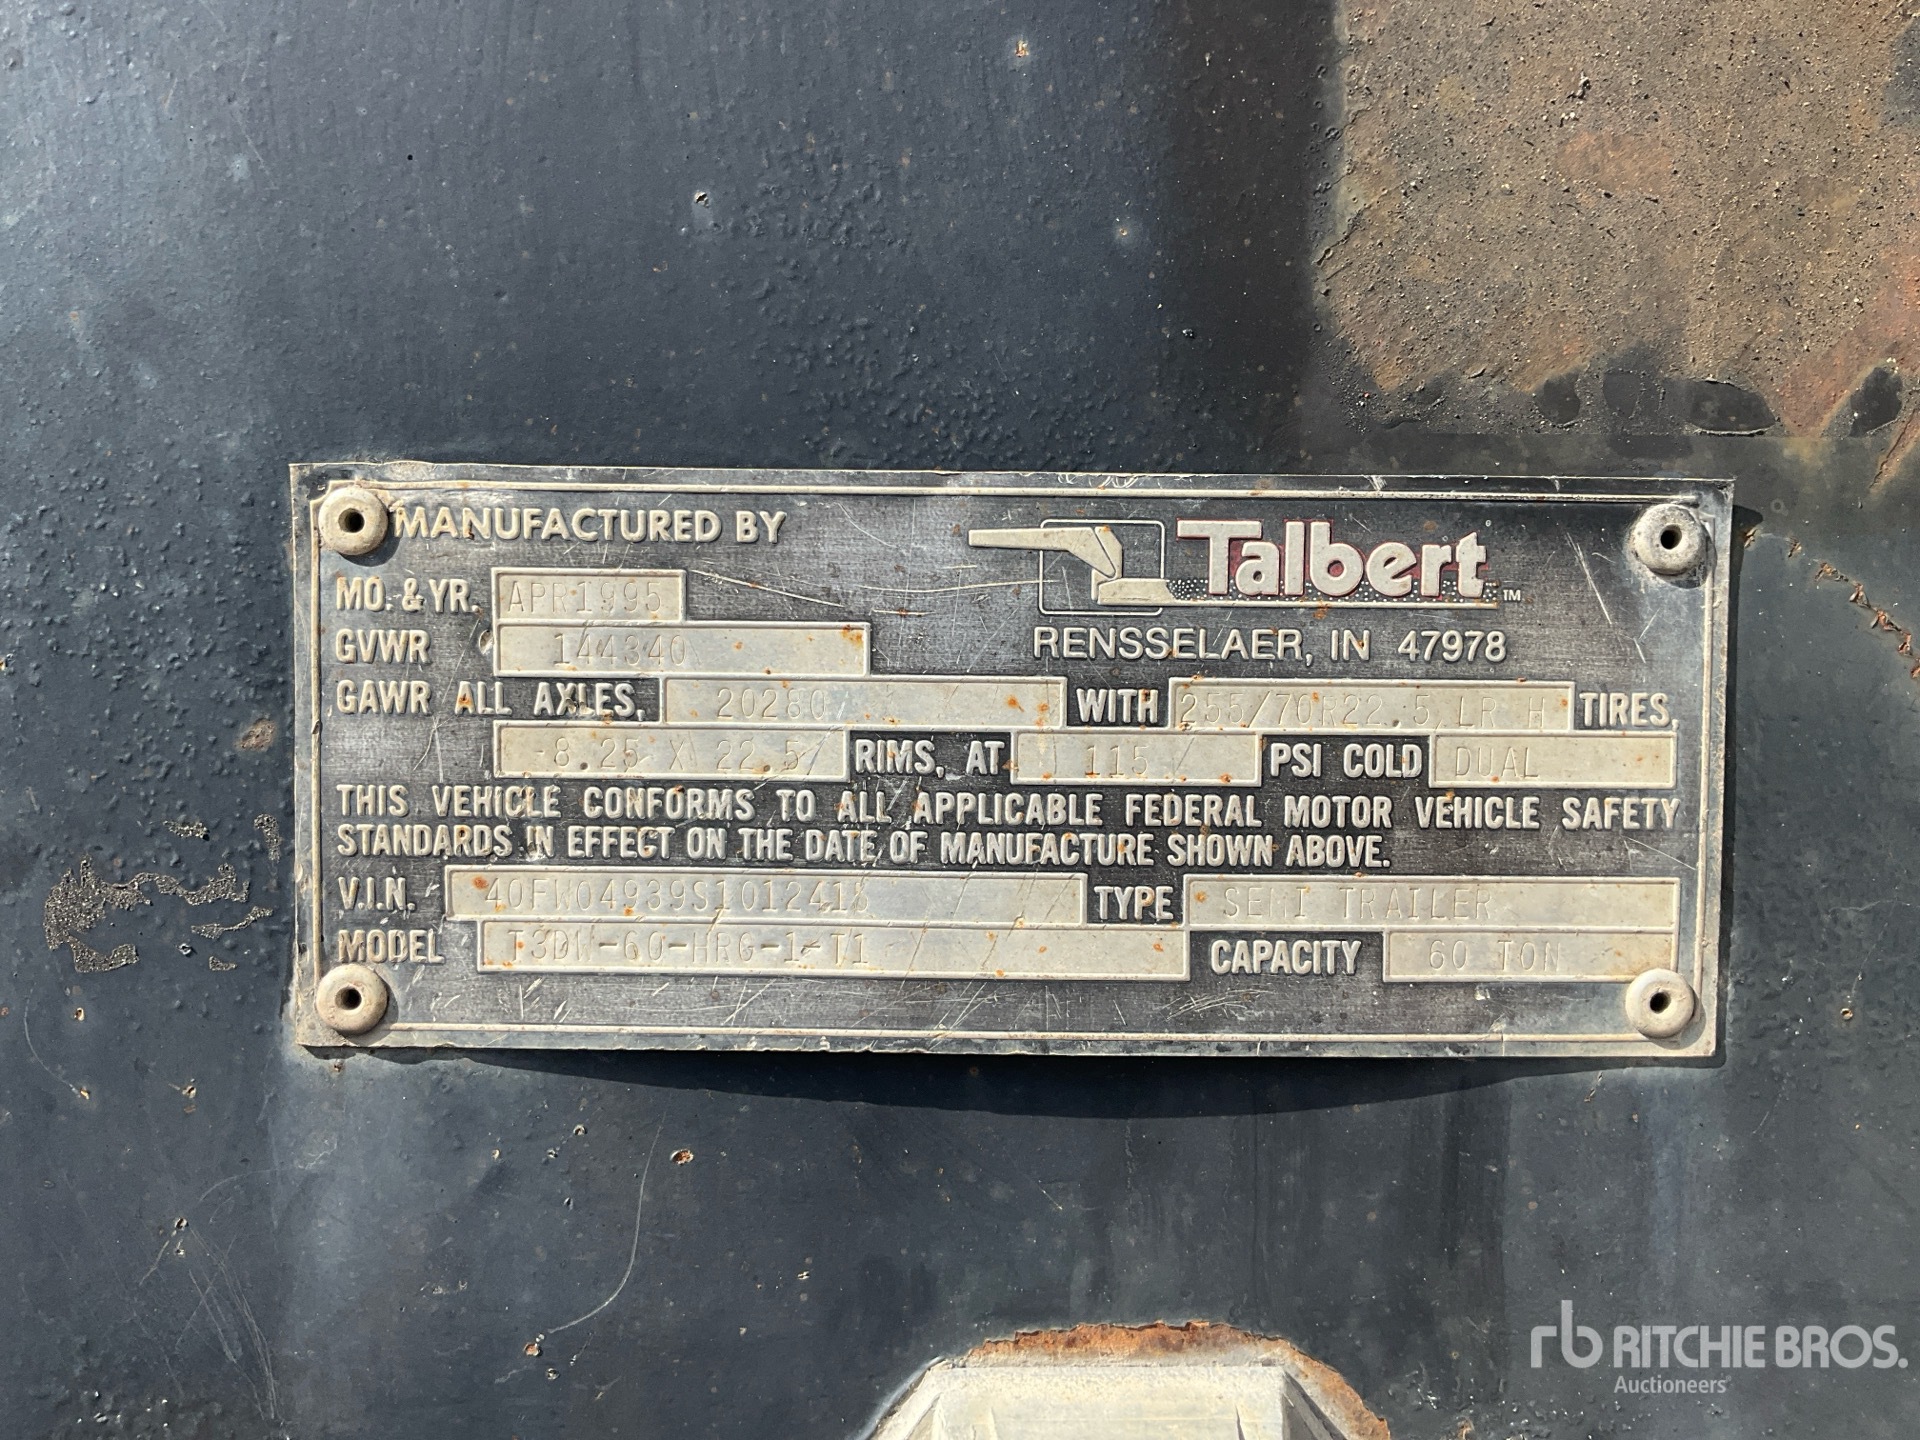 MANUFACTURED BY
Talbert™
MO. & YR. APR1995
RENSSELAER, IN 47978
GVWR 144340
GAWR ALL AXLES, 20280 WITH 255/70R22.5 LR H TIRES,
8.25 X 22.5 RIMS, AT 115 PSI COLD DUAL
THIS VEHICLE CONFORMS TO ALL APPLICABLE FEDERAL MOTOR VEHICLE SAFETY
STANDARDS IN EFFECT ON THE DATE OF MANUFACTURE SHOWN ABOVE.
V.I.N. TYPE SEMI TRAILER
MODEL T3DW-60-HRG-1-T1 CAPACITY 60 TON
rb RITCHIE BROS.
Auctioneers